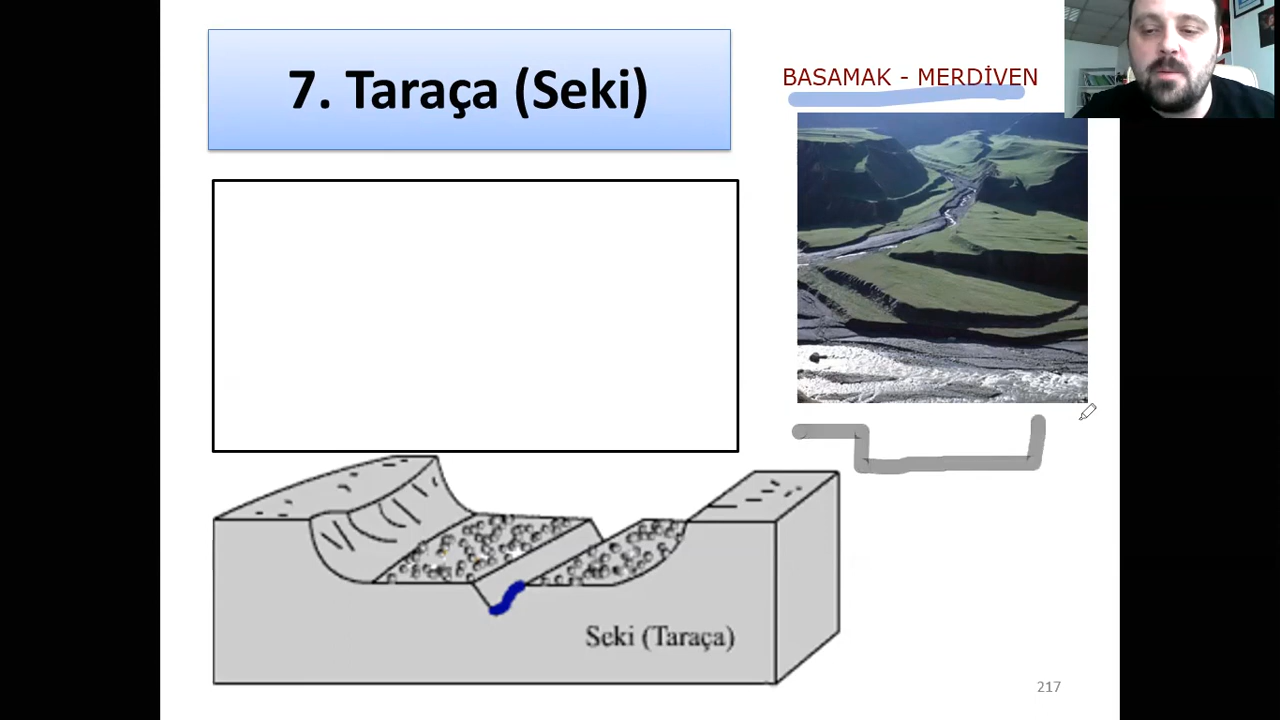 7. Taraça (Seki)
BASAMAK - MERDİVEN
Seki (Taraça)
217